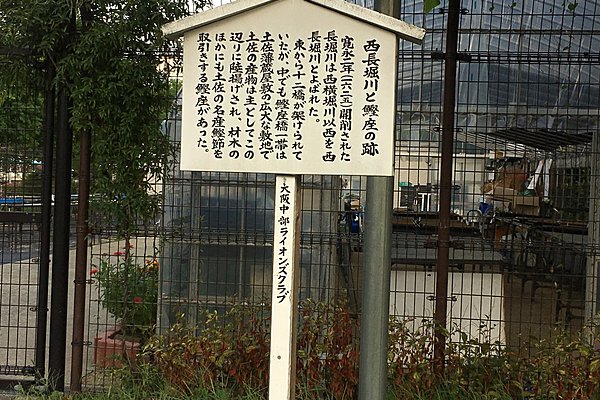 西長堀川と鰹座の跡
寛永二年(一六二五)開削された
長堀川は西横堀川以西を西
長堀川とよばれた。
東から十二橋が架けられて
いたが、中でも鰹座橋一帯は
土佐藩蔵屋敷の広大な敷地で
土佐の産物は主としてこの
辺りに陸揚げされ、材木の
ほかにも土佐の名産鰹節を
取引きする鰹座があった。
大阪中部ライオンズクラブ